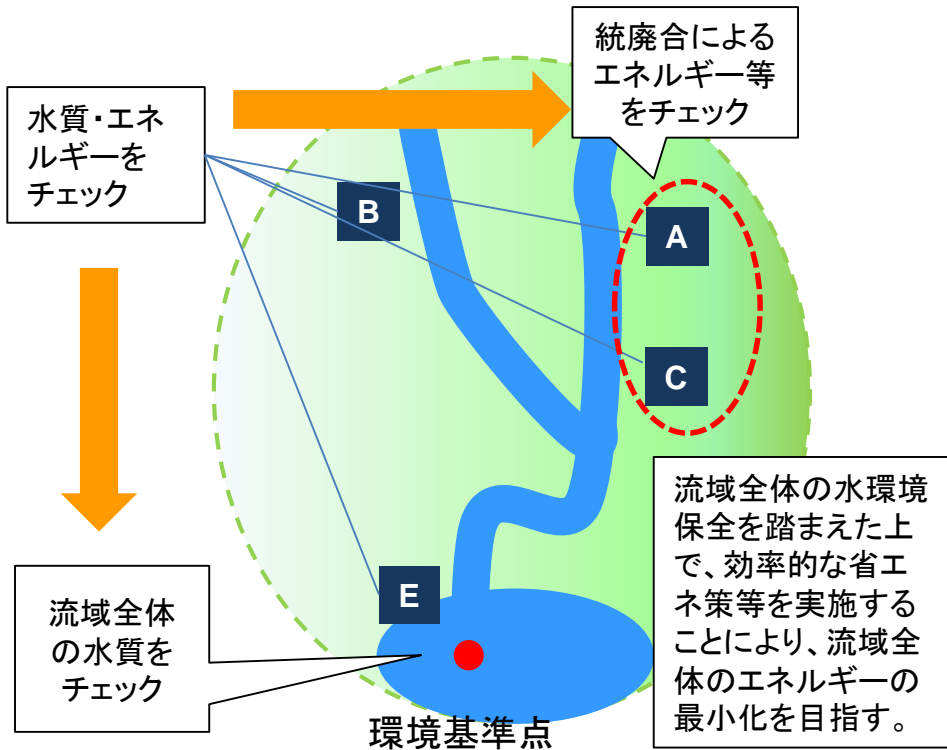 統廃合による
エネルギー等
をチェック
水質・エネ
ルギーを
チェック
B
A
C
E
流域全体
の水質を
チェック
流域全体の水環境
保全を踏まえた上
で、効率的な省エ
ネ策等を実施する
ことにより、流域全
体のエネルギーの
最小化を目指す。
環境基準点